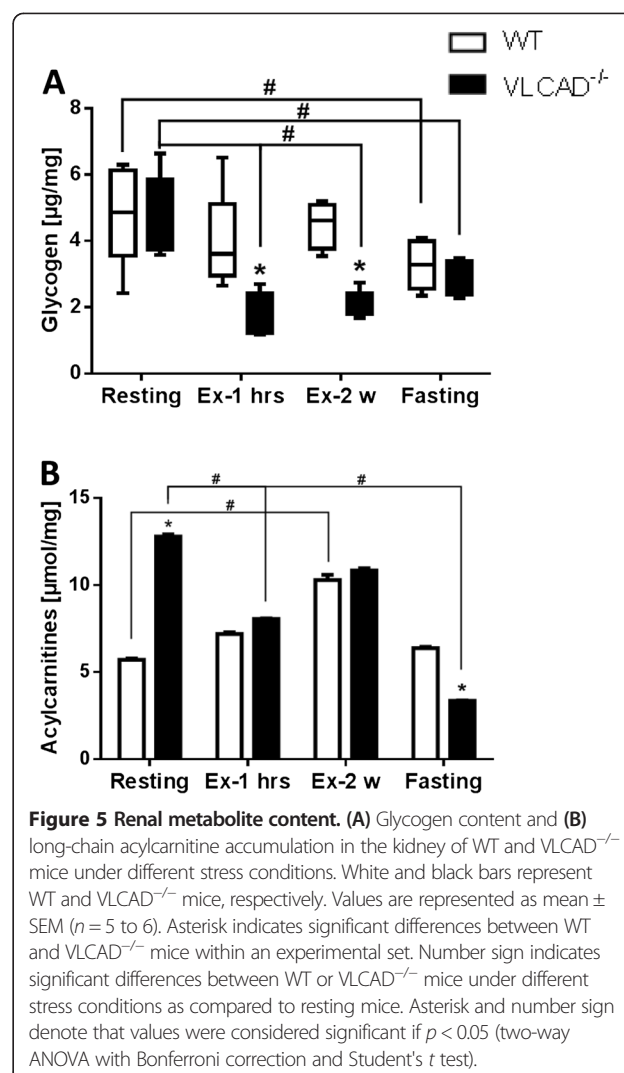 WT
VLCAD-/-
A
#
#
#
Glycogen [µg/mg]
8
6
4
2
0
*
*
Resting Ex-1 hrs Ex-2 w Fasting
B
#
#
#
Acylcarnitines [µmol/mg]
15
10
5
0
*
*
Resting Ex-1 hrs Ex-2 w Fasting
Figure 5 Renal metabolite content. (A) Glycogen content and (B)
long-chain acylcarnitine accumulation in the kidney of WT and VLCAD−/−
mice under different stress conditions. White and black bars represent
WT and VLCAD−/− mice, respectively. Values are represented as mean ±
SEM (n = 5 to 6). Asterisk indicates significant differences between WT
and VLCAD−/− mice within an experimental set. Number sign indicates
significant differences between WT or VLCAD−/− mice under different
stress conditions as compared to resting mice. Asterisk and number sign
denote that values were considered significant if p < 0.05 (two-way
ANOVA with Bonferroni correction and Student's t test).